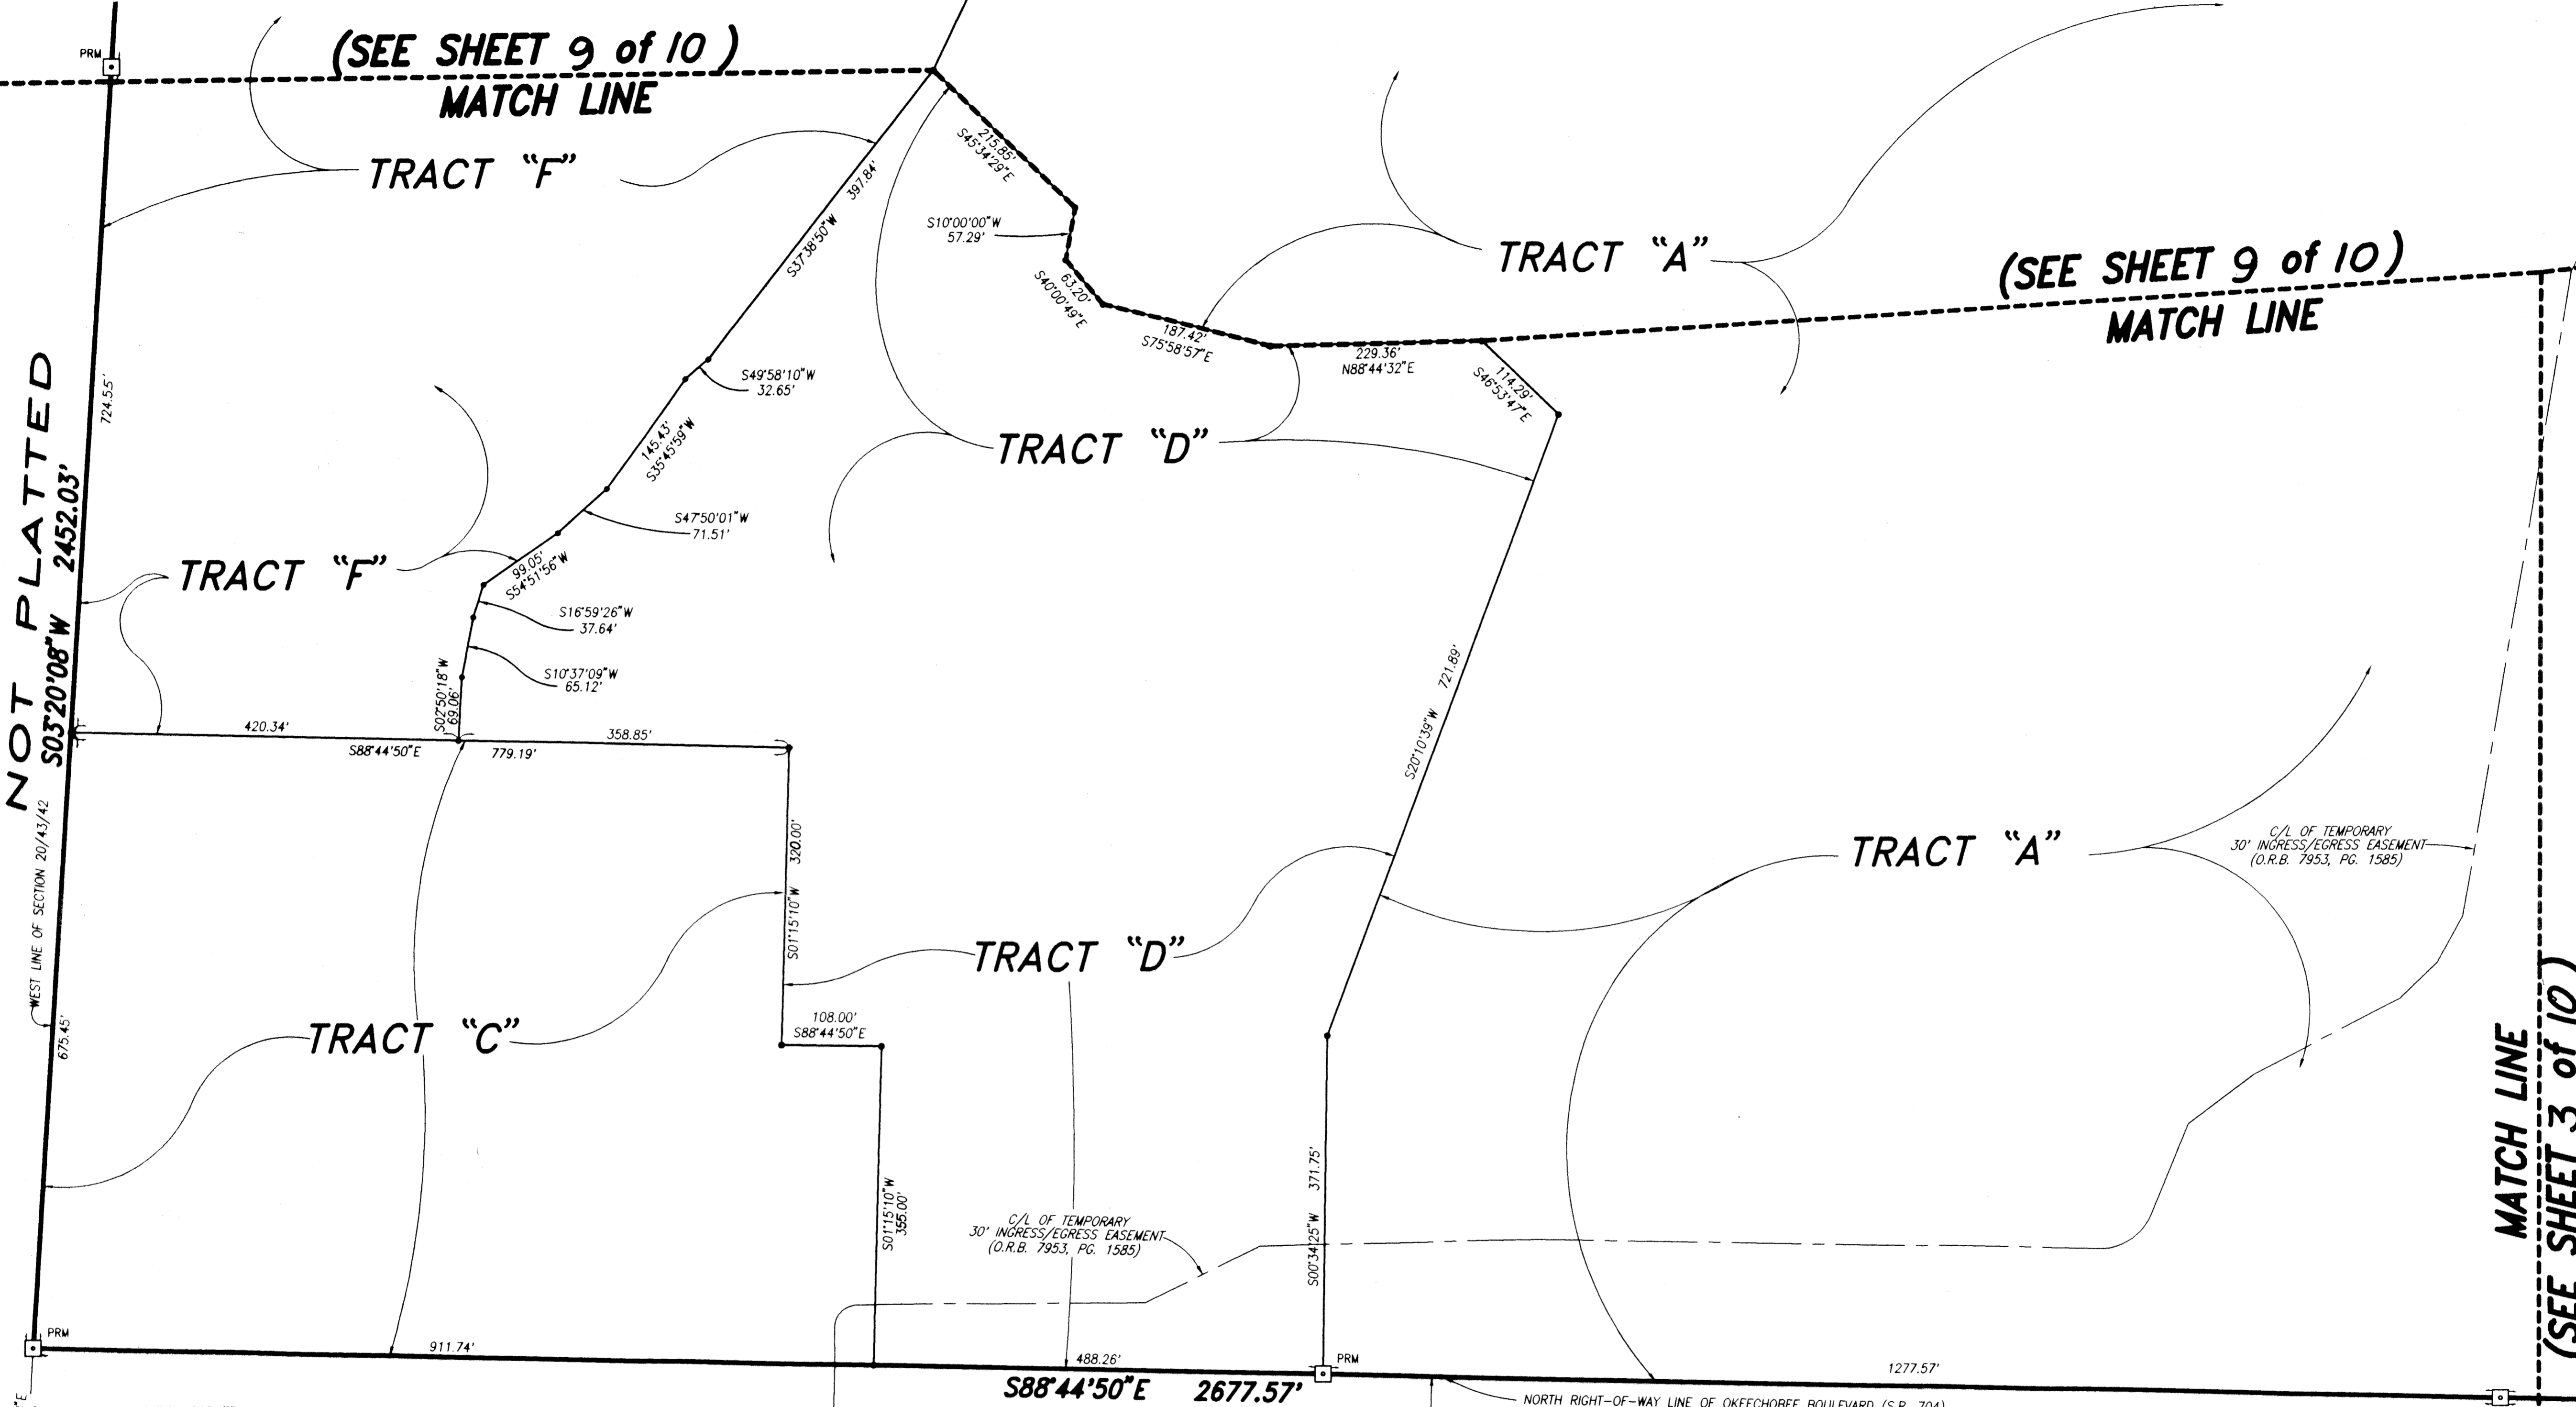 PRM
(SEE SHEET 9 of 10 )
MATCH LINE
TRACT “F”
397.84'
S37°38'50"W
215.85'
S45°34'29"E
S10°00'00"W
57.29'
63.20'
S40°00'49"E
187.42'
S75°58'57"E
229.36'
N88°44'32"E
114.29'
S46°53'47"E
TRACT “A”
(SEE SHEET 9 of 10 )
MATCH LINE
NOT PLATTED
S03°20'08"W 2452.03'
724.55'
S49°58'10"W
32.65'
145.43'
S35°45'59"W
TRACT “D”
S47°50'01"W
71.51'
TRACT “F”
99.05'
S54°51'56"W
S16°59'26"W
37.64'
S10°37'09"W
65.12'
S02°50'18"W
69.06'
721.89'
S20°10'39"W
420.34'
S88°44'50"E
779.19'
358.85'
WEST LINE OF SECTION 20/43/42
675.45'
320.00'
S01°15'10"W
TRACT “A”
C/L OF TEMPORARY
30' INGRESS/EGRESS EASEMENT
(O.R.B. 7953, PG. 1585)
TRACT “D”
TRACT “C”
108.00'
S88°44'50"E
S01°15'10"W
355.00'
C/L OF TEMPORARY
30' INGRESS/EGRESS EASEMENT
(O.R.B. 7953, PG. 1585)
S00°34'25"W 371.75'
MATCH LINE
(SEE SHEET 3 of 10 )
PRM
911.74'
488.26'
PRM
1277.57'
S88°44'50"E 2677.57'
NORTH RIGHT-OF-WAY LINE OF OKEECHOBEE BOULEVARD (S.R. 704)